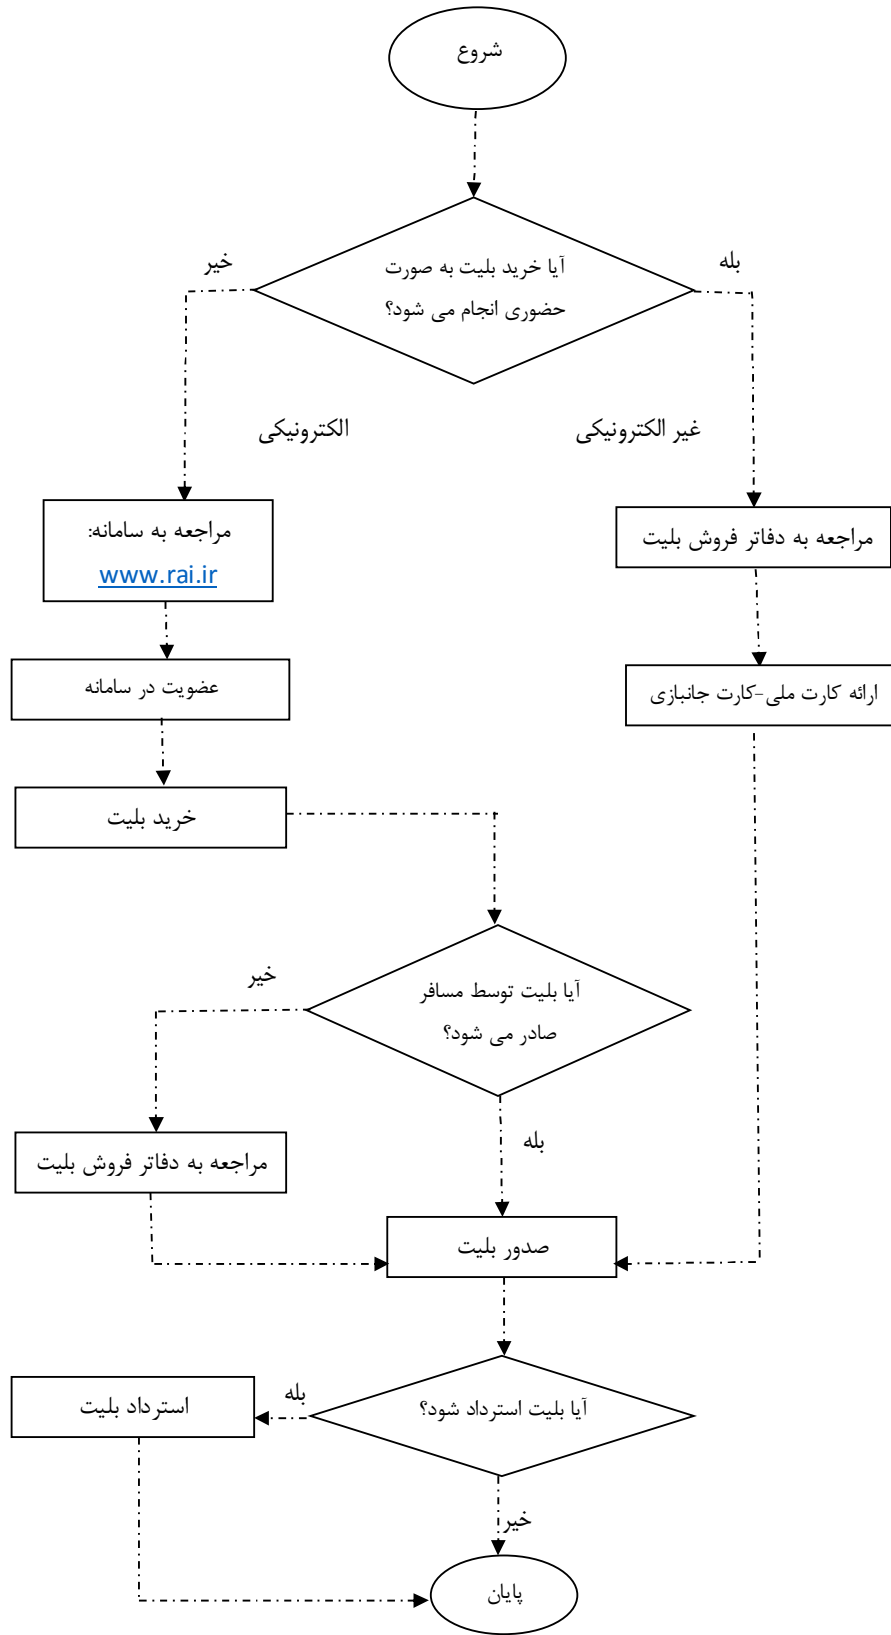 شروع
آیا خرید بلیت به صورت
حضوری انجام می شود؟
بله
خیر
غیر الکترونیکی
الکترونیکی
مراجعه به دفاتر فروش بلیت
مراجعه به سامانه:
www.rai.ir
ارائه کارت ملی-کارت جانبازی
عضویت در سامانه
خرید بلیت
آیا بلیت توسط مسافر
صادر می شود؟
خیر
بله
مراجعه به دفاتر فروش بلیت
صدور بلیت
آیا بلیت استرداد شود؟
بله
استرداد بلیت
خیر
پایان